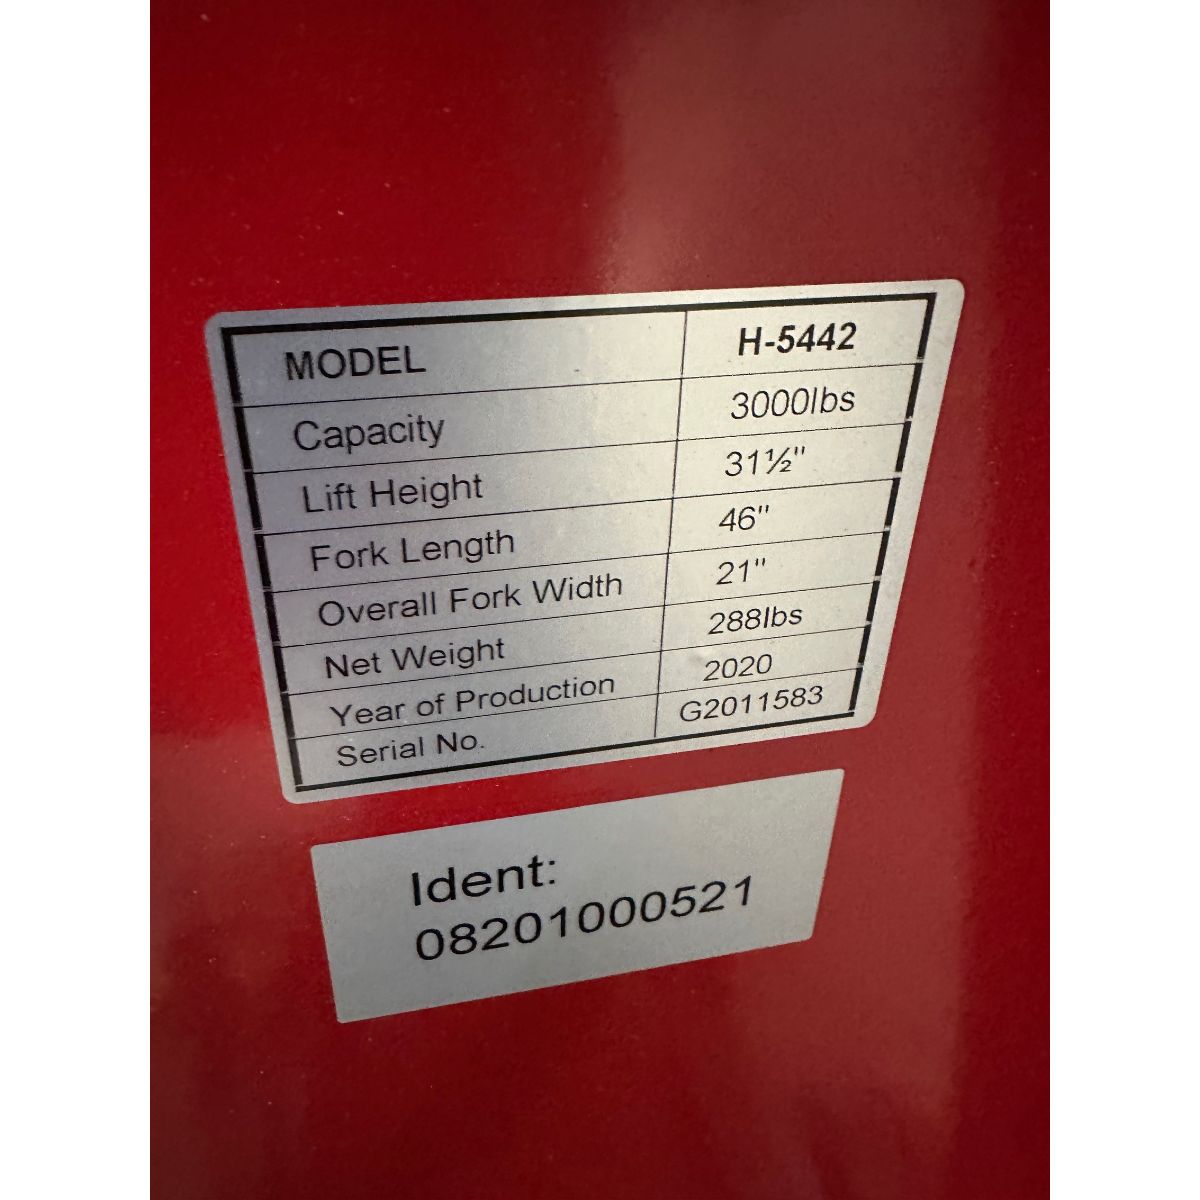 MODEL H-5442
Capacity 3000lbs
Lift Height 31½"
Fork Length 46"
Overall Fork Width 21"
Net Weight 288lbs
Year of Production 2020
Serial No. G2011583
Ident:
08201000521